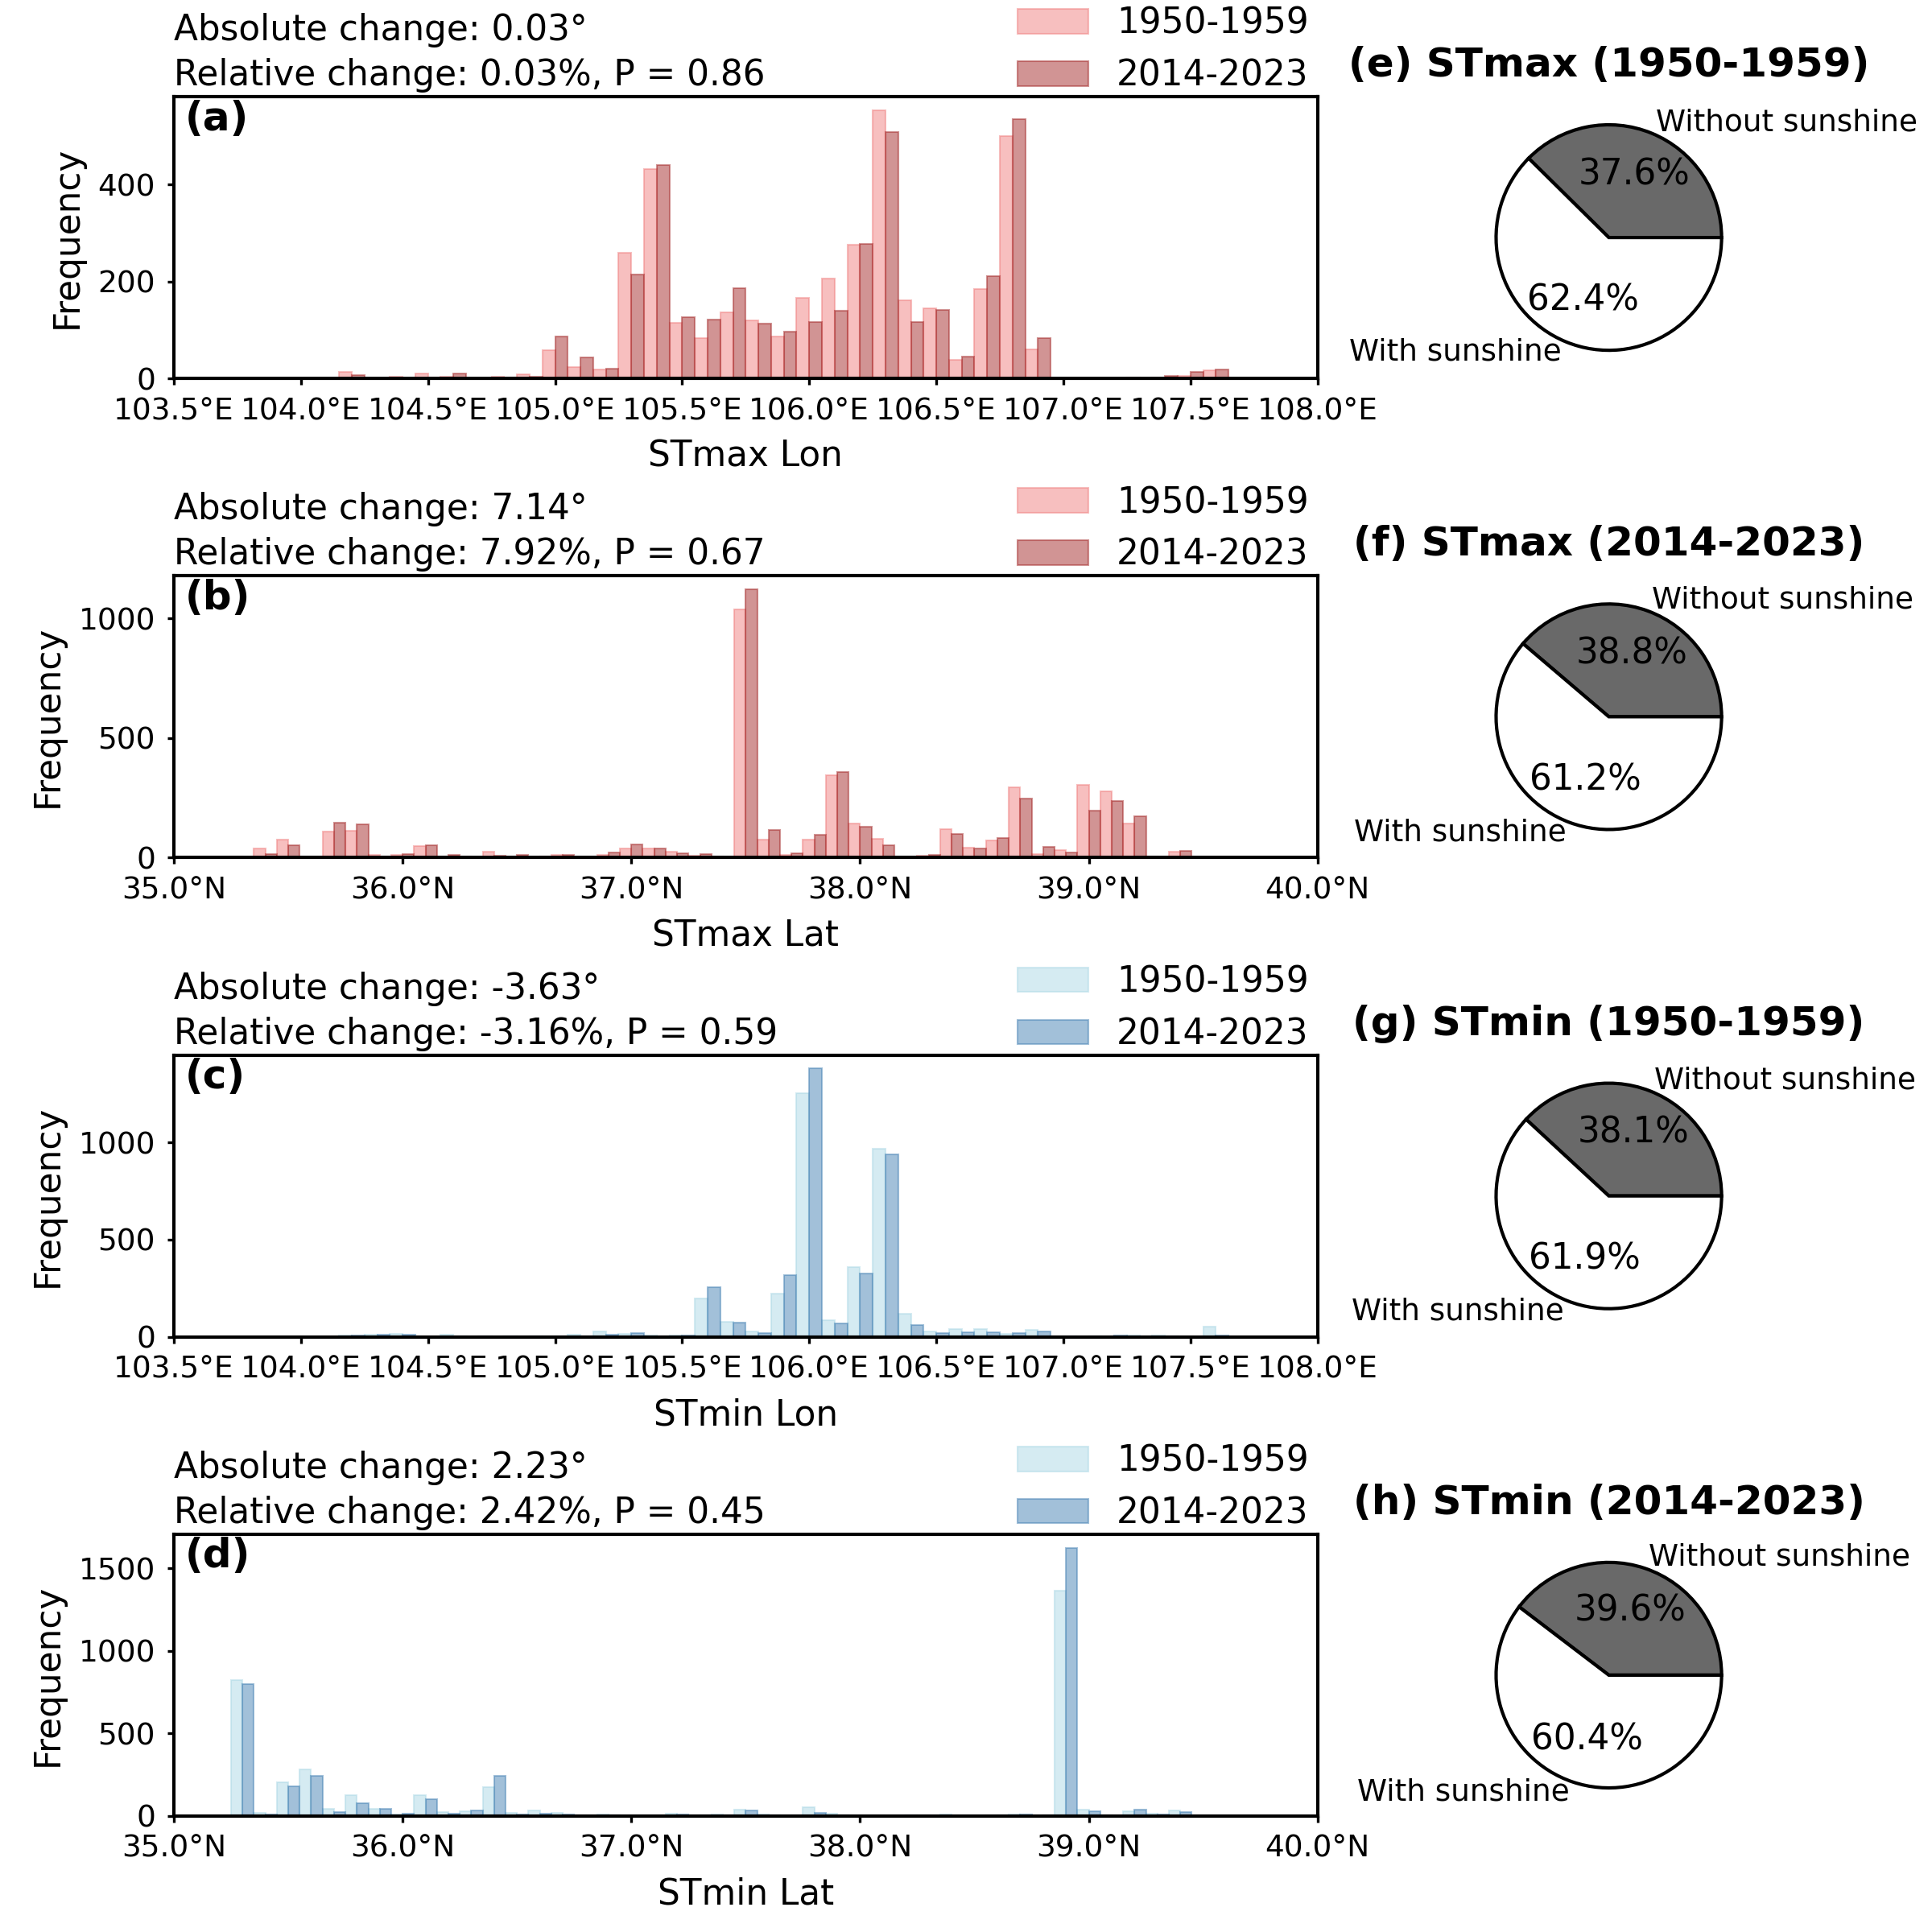 Absolute change: 0.03°
Relative change: 0.03%, P = 0.86
1950-1959
2014-2023
(a)
Frequency
400
200
0
103.5°E 104.0°E 104.5°E 105.0°E 105.5°E 106.0°E 106.5°E 107.0°E 107.5°E 108.0°E
STmax Lon
(e) STmax (1950-1959)
Without sunshine
37.6%
62.4%
With sunshine
Absolute change: 7.14°
Relative change: 7.92%, P = 0.67
1950-1959
2014-2023
(b)
Frequency
1000
500
0
35.0°N 36.0°N 37.0°N 38.0°N 39.0°N 40.0°N
STmax Lat
(f) STmax (2014-2023)
Without sunshine
38.8%
61.2%
With sunshine
Absolute change: -3.63°
Relative change: -3.16%, P = 0.59
1950-1959
2014-2023
(c)
Frequency
1000
500
0
103.5°E 104.0°E 104.5°E 105.0°E 105.5°E 106.0°E 106.5°E 107.0°E 107.5°E 108.0°E
STmin Lon
(g) STmin (1950-1959)
Without sunshine
38.1%
61.9%
With sunshine
Absolute change: 2.23°
Relative change: 2.42%, P = 0.45
1950-1959
2014-2023
(d)
Frequency
1500
1000
500
0
35.0°N 36.0°N 37.0°N 38.0°N 39.0°N 40.0°N
STmin Lat
(h) STmin (2014-2023)
Without sunshine
39.6%
60.4%
With sunshine